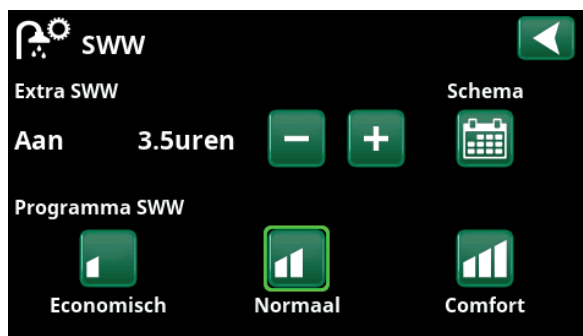 SWW
Extra SWW Schema
Aan 3.5uren - +
Programma SWW
Economisch Normaal Comfort